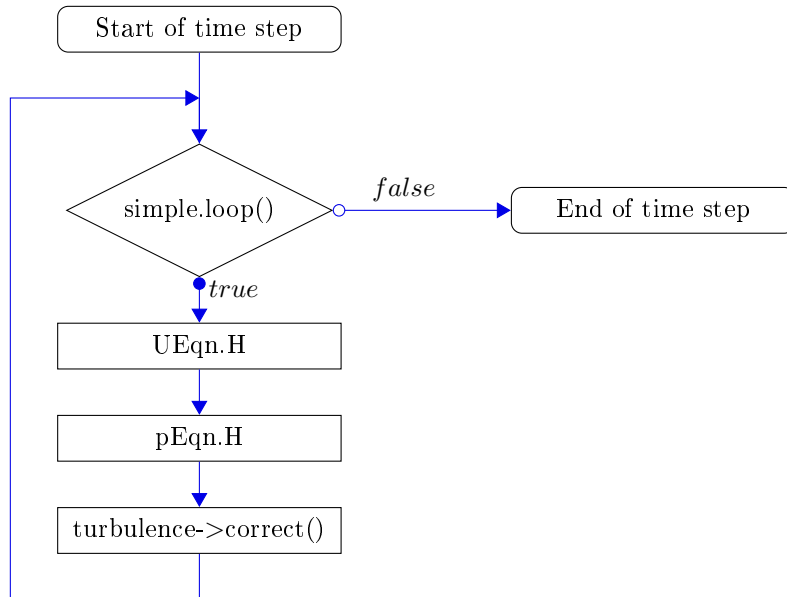 Start of time step
simple.loop()
false
End of time step
true
UEqn.H
pEqn.H
turbulence->correct()